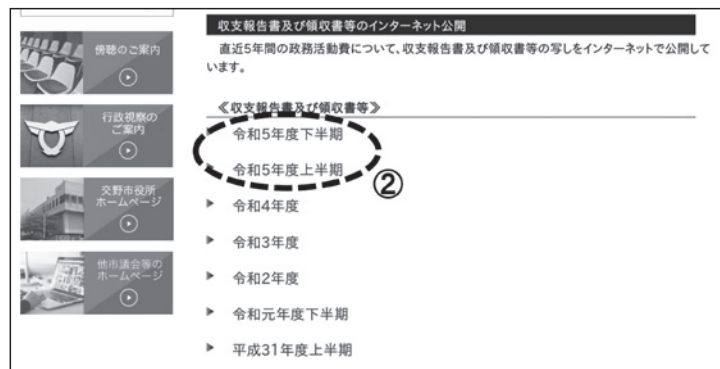 傍聴のご案内
行政視察の
ご案内
交野市役所
ホームページ
他市議会等の
ホームページ
収支報告書及び領収書等のインターネット公開
直近5年間の政務活動費について、収支報告書及び領収書等の写しをインターネットで公開して
います。
≪収支報告書及び領収書等≫
令和5年度下半期
令和5年度上半期
②
令和4年度
令和3年度
令和2年度
令和元年度下半期
平成31年度上半期